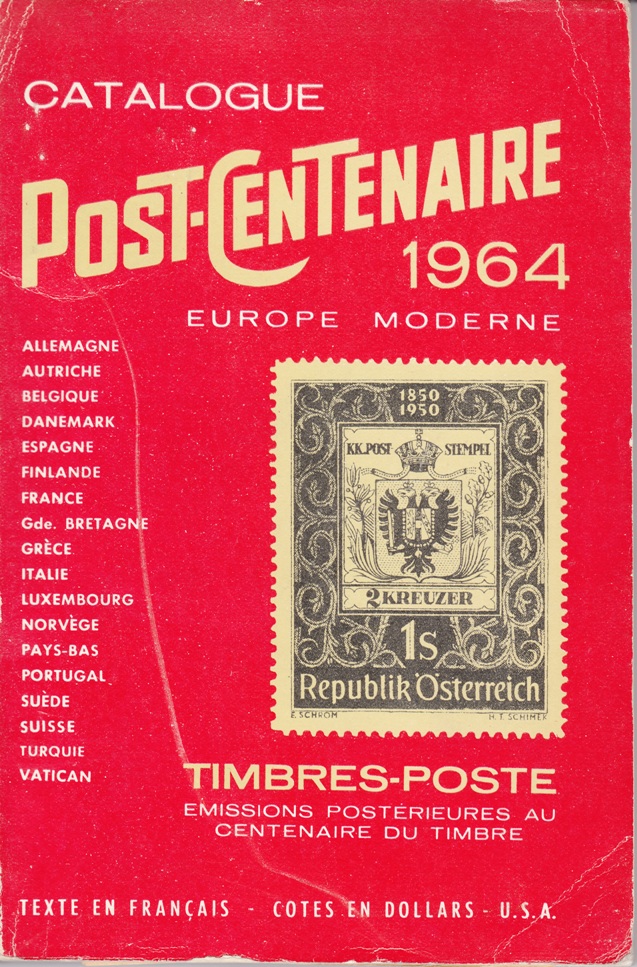 CATALOGUE
POST-CENTENAIRE
1964
EUROPE MODERNE
ALLEMAGNE
AUTRICHE
BELGIQUE
DANEMARK
ESPAGNE
FINLANDE
FRANCE
Gde. BRETAGNE
GRÈCE
ITALIE
LUXEMBOURG
NORVÈGE
PAYS-BAS
PORTUGAL
SUÈDE
SUISSE
TURQUIE
VATICAN
1850
1950
KK.POST STEMPEL
2 KREUZER
1s
Republik Österreich
E. SCHROM H. T. SCHIMEK
TIMBRES-POSTE
EMISSIONS POSTÉRIEURES AU
CENTENAIRE DU TIMBRE
TEXTE EN FRANÇAIS - COTES EN DOLLARS - U.S.A.